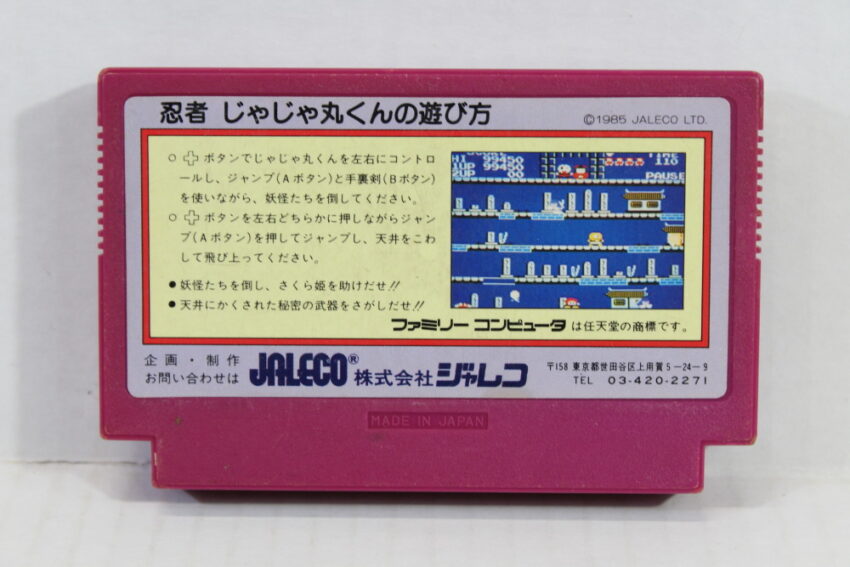 忍者 じゃじゃ丸くんの遊び方
©1985 JALECO LTD.
○ ✚ ボタンでじゃじゃ丸くんを左右にコントロ
ールし、ジャンプ(Aボタン)と手裏剣(Bボタン)
を使いながら、妖怪たちを倒してください。
○ ✚ ボタンを左右どちらかに押しながらジャン
プ(Aボタン)を押してジャンプし、天井をこわ
して飛び上ってください。
● 妖怪たちを倒し、さくら姫を助けだせ!!
● 天井にかくされた秘密の武器をさがしだせ!!
HI 99450
1UP 99450
2UP 00
TIME
110
PAUSE
ファミリー コンピュータ は任天堂の商標です。
企画・制作
お問い合わせは
JALECO® 株式会社 ジャレコ
〒158 東京都世田谷区上用賀5-24-9
TEL 03-420-2271
MADE IN JAPAN